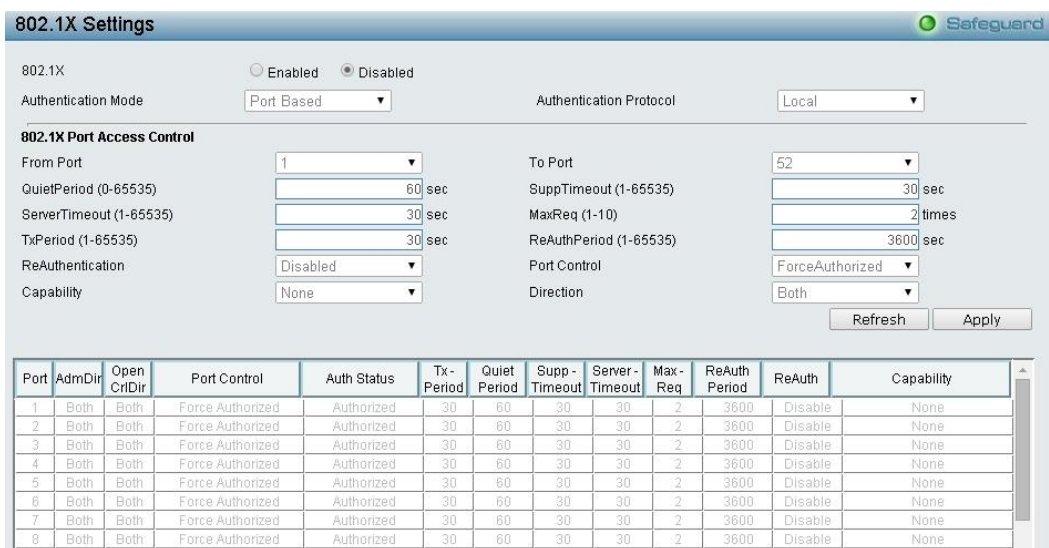 802.1X Settings Safeguard
802.1X Enabled Disabled
Authentication Mode Port Based Authentication Protocol Local
802.1X Port Access Control
From Port 1 To Port 52
QuietPeriod (0-65535) 60 sec SuppTimeout (1-65535) 30 sec
ServerTimeout (1-65535) 30 sec MaxReq (1-10) 2 times
TxPeriod (1-65535) 30 sec ReAuthPeriod (1-65535) 3600 sec
ReAuthentication Disabled Port Control ForceAuthorized
Capability None Direction Both
Refresh Apply
Port AdmDir Open CrlDir Port Control Auth Status Tx-Period Quiet Period Supp-Timeout Server-Timeout Max-Req ReAuth Period ReAuth Capability
1 Both Both Force Authorized Authorized 30 60 30 30 2 3600 Disable None
2 Both Both Force Authorized Authorized 30 60 30 30 2 3600 Disable None
3 Both Both Force Authorized Authorized 30 60 30 30 2 3600 Disable None
4 Both Both Force Authorized Authorized 30 60 30 30 2 3600 Disable None
5 Both Both Force Authorized Authorized 30 60 30 30 2 3600 Disable None
6 Both Both Force Authorized Authorized 30 60 30 30 2 3600 Disable None
7 Both Both Force Authorized Authorized 30 60 30 30 2 3600 Disable None
8 Both Both Force Authorized Authorized 30 60 30 30 2 3600 Disable None